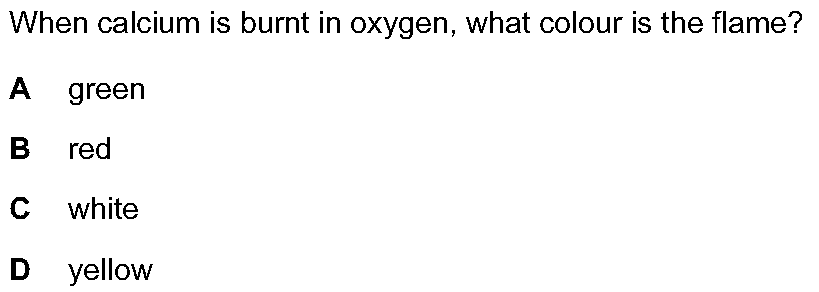 When calcium is burnt in oxygen, what colour is the flame?
A green
B red
C white
D yellow